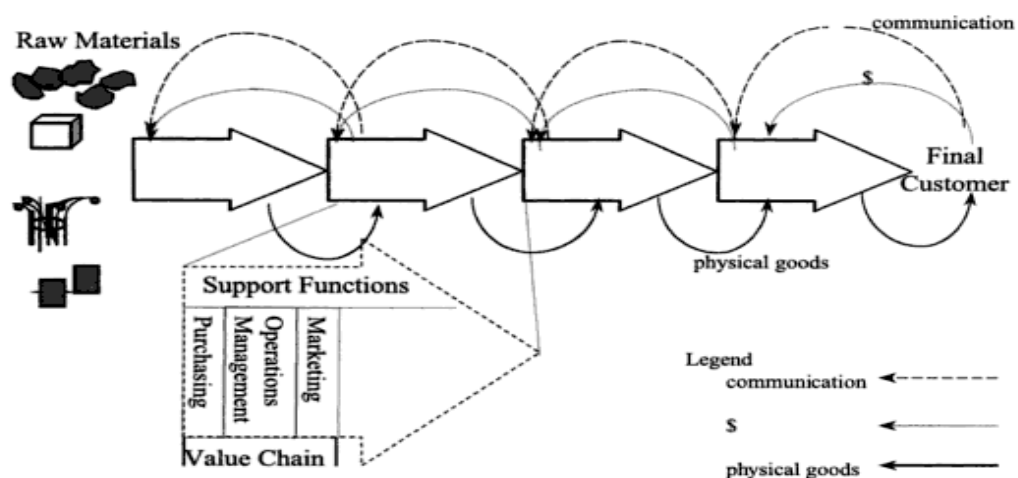 communication
Raw Materials
$
Final
Customer
physical goods
Support Functions
Purchasing
Operations
Management
Marketing
Value Chain
Legend
communication
$
physical goods